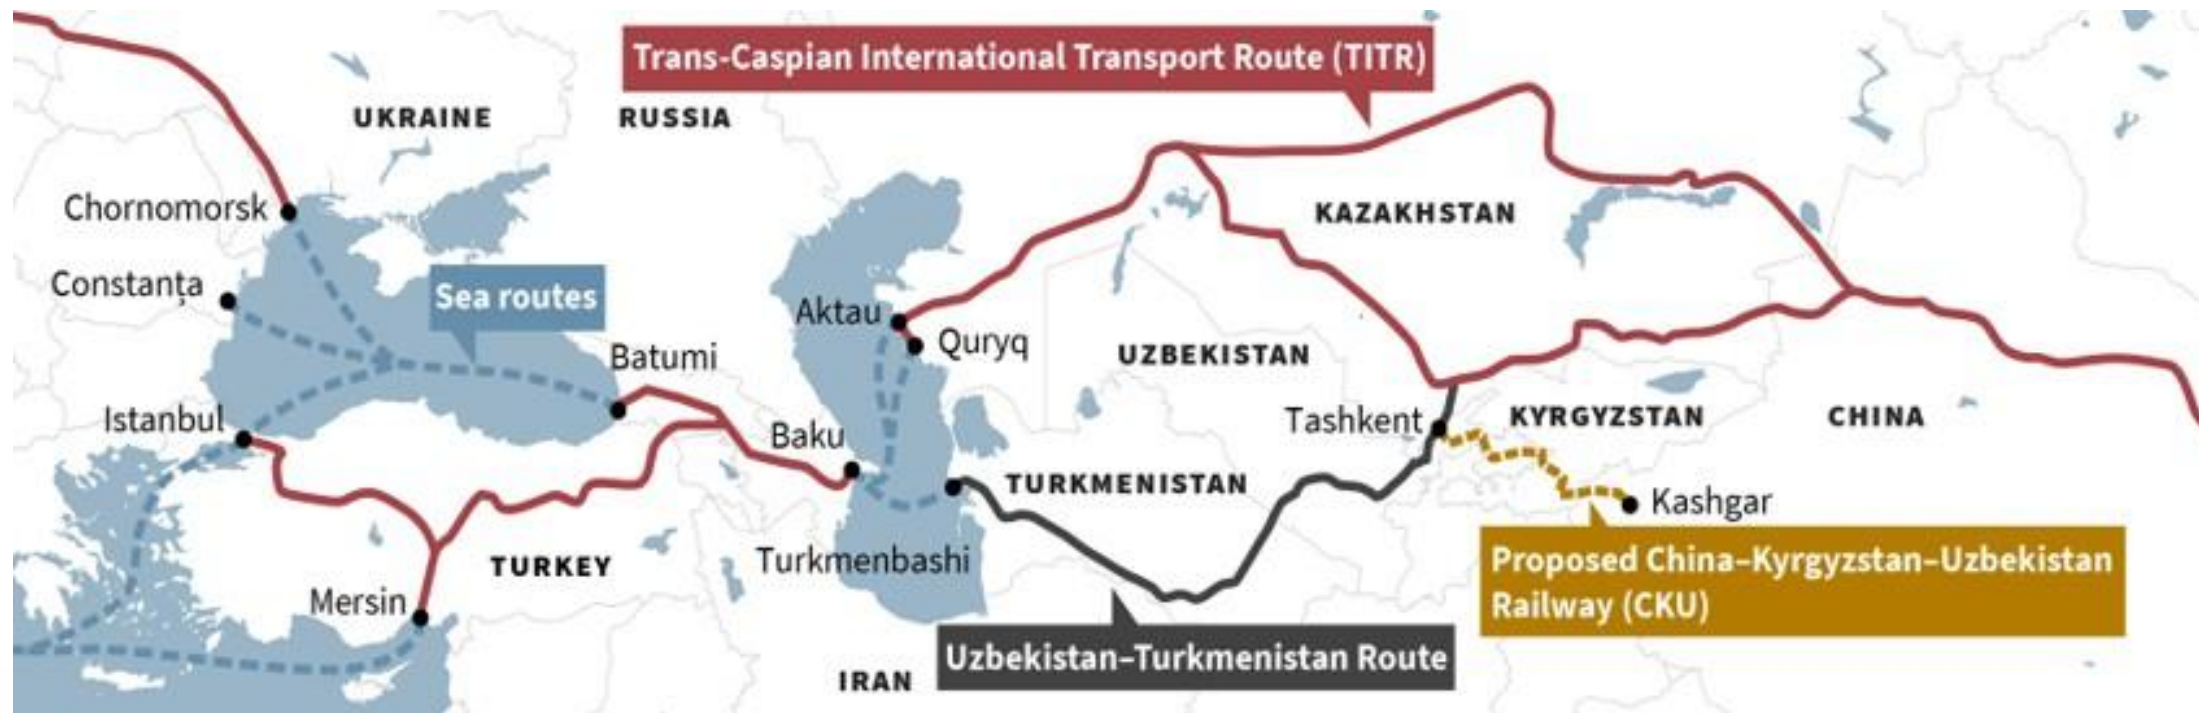 Trans-Caspian International Transport Route (TITR)
UKRAINE
RUSSIA
Chornomorsk
KAZAKHSTAN
Constanța
Sea routes
Aktau
Quryq
Batumi
UZBEKISTAN
Istanbul
Tashkent
KYRGYZSTAN
CHINA
Baku
TURKMENISTAN
Kashgar
TURKEY
Turkmenbashi
Proposed China–Kyrgyzstan–Uzbekistan
Railway (CKU)
Mersin
Uzbekistan–Turkmenistan Route
IRAN